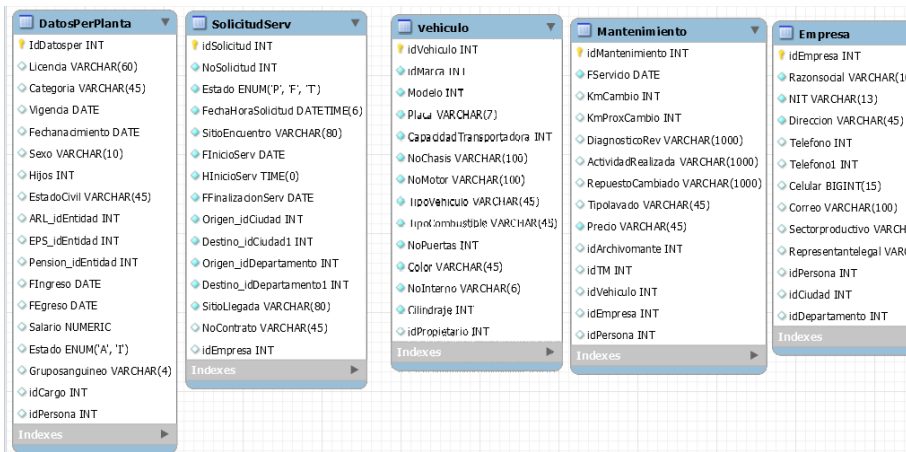 DatosPerPlanta
IdDatosper INT
Licencia VARCHAR(60)
Categoria VARCHAR(45)
Vigencia DATE
Fechanacimiento DATE
Sexo VARCHAR(10)
Hijos INT
EstadoCivil VARCHAR(45)
ARL_idEntidad INT
EPS_idEntidad INT
Pension_idEntidad INT
FIngreso DATE
FEgreso DATE
Salario NUMERIC
Estado ENUM('A', 'I')
Gruposanguineo VARCHAR(4)
idCargo INT
idPersona INT
Indexes
SolicitudServ
idSolicitud INT
NoSolicitud INT
Estado ENUM('P', 'F', 'T')
FechaHoraSolicitud DATETIME(6)
SitioEncuentro VARCHAR(80)
FInicioServ DATE
HInicioServ TIME(0)
FFinalizacionServ DATE
Origen_idCiudad INT
Destino_idCiudad1 INT
Origen_idDepartamento INT
Destino_idDepartamento1 INT
SitioLlegada VARCHAR(80)
NoContrato VARCHAR(45)
idEmpresa INT
Indexes
Vehiculo
idVehiculo INT
idMarca INT
Modelo INT
Placa VARCHAR(7)
CapacidadTransportadora INT
NoChasis VARCHAR(100)
NoMotor VARCHAR(100)
TipoVehiculo VARCHAR(45)
TipoCombustible VARCHAR(45)
NoPuertas INT
Color VARCHAR(45)
NoInterno VARCHAR(6)
Cilindraje INT
idPropietario INT
Indexes
Mantenimiento
idMantenimiento INT
FServicio DATE
KmCambio INT
KmProxCambio INT
DiagnosticoRev VARCHAR(1000)
ActividadRealizada VARCHAR(1000)
RepuestoCambiado VARCHAR(1000)
Tipolavado VARCHAR(45)
Precio VARCHAR(45)
idArchivomante INT
idTM INT
idVehiculo INT
idEmpresa INT
idPersona INT
Indexes
Empresa
idEmpresa INT
Razonsocial VARCHAR(10
NIT VARCHAR(13)
Direccion VARCHAR(45)
Telefono INT
Telefono1 INT
Celular BIGINT(15)
Correo VARCHAR(100)
Sectorproductivo VARCH
Representantelegal VARC
idPersona INT
idCiudad INT
idDepartamento INT
Indexes